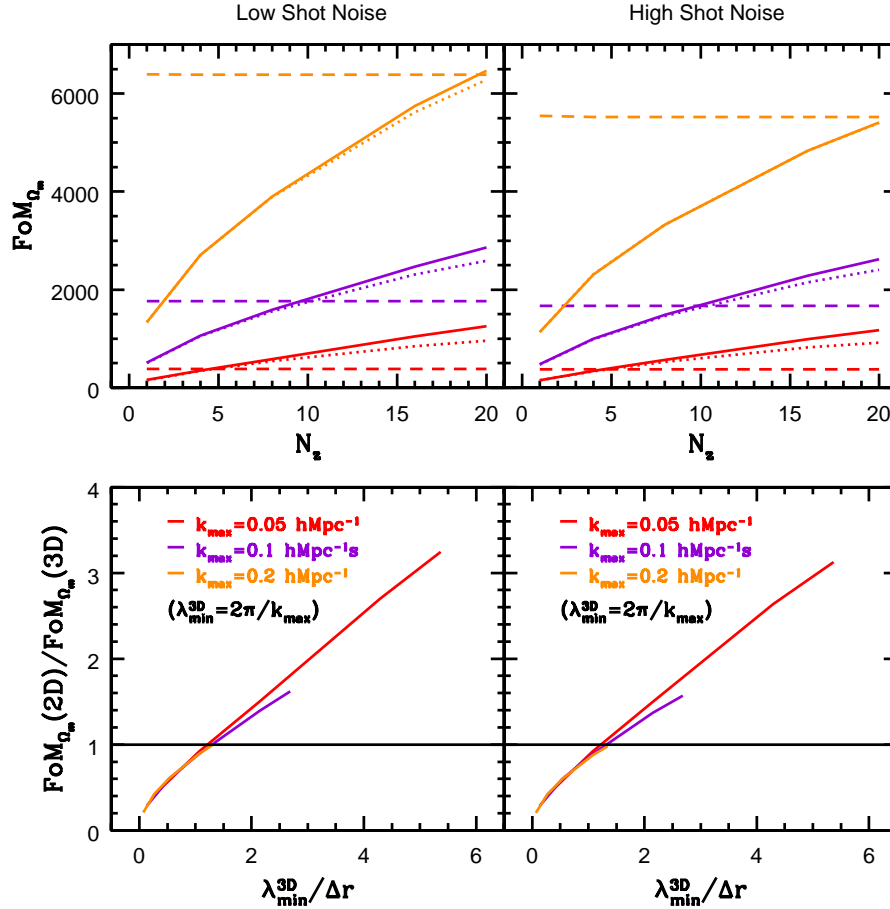 Low Shot Noise
High Shot Noise
6000
4000
2000
0
FoM_Ωm
0 5 10 15 20
0 5 10 15 20
N_z
N_z
4
3
2
1
0
FoM_Ωm(2D)/FoM_Ωm(3D)
k_max=0.05 hMpc⁻¹
k_max=0.1 hMpc⁻¹s
k_max=0.2 hMpc⁻¹
(λ^3D_min=2π/k_max)
k_max=0.05 hMpc⁻¹
k_max=0.1 hMpc⁻¹s
k_max=0.2 hMpc⁻¹
(λ^3D_min=2π/k_max)
0 2 4 6
0 2 4 6
λ^3D_min/Δr
λ^3D_min/Δr